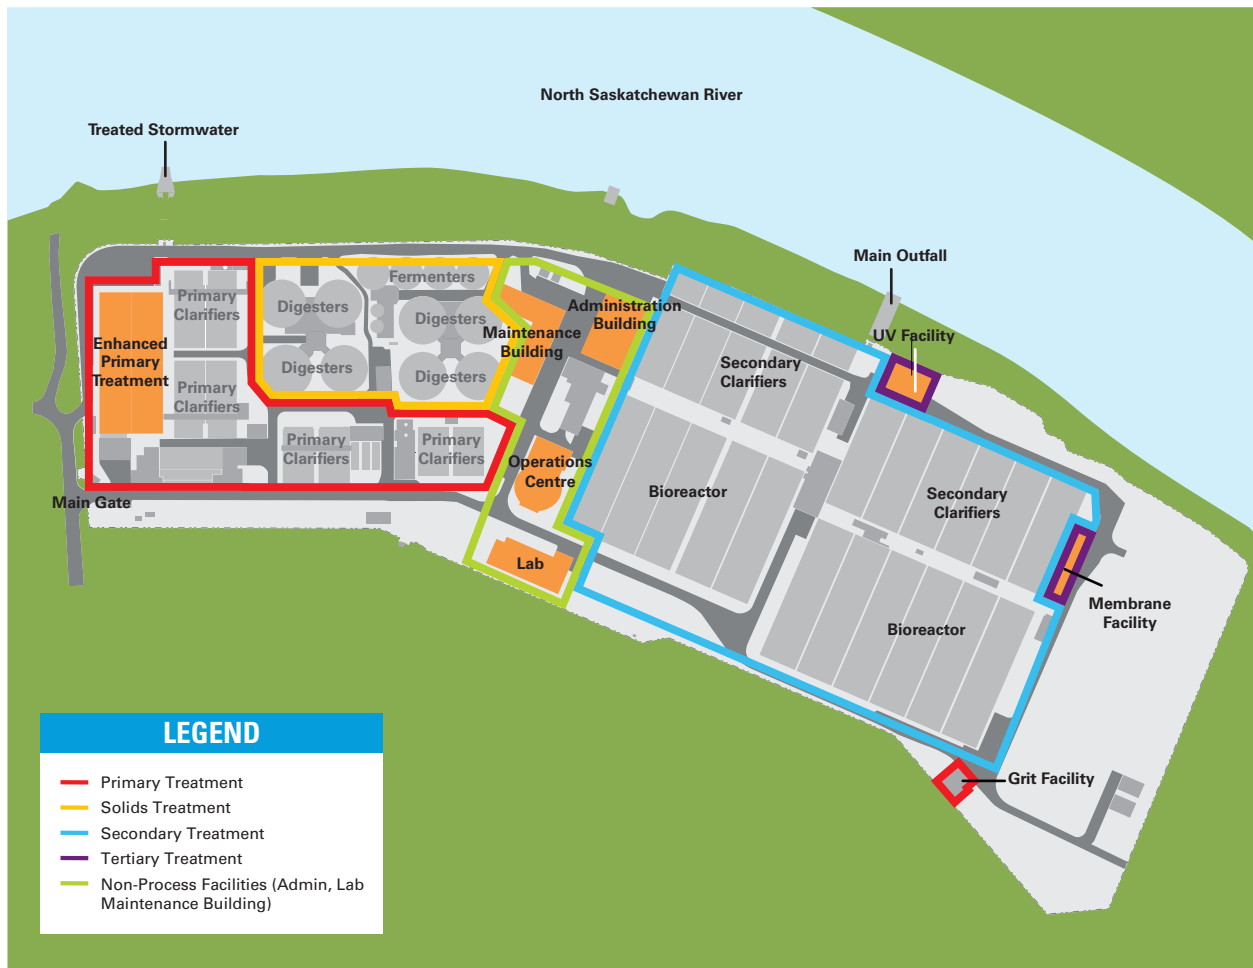 North Saskatchewan River
Treated Stormwater
Main Outfall
Fermenters
Primary
Clarifiers
Digesters
Digesters
Administration
Building
Maintenance
Building
UV Facility
Enhanced
Primary
Treatment
Primary
Clarifiers
Digesters
Digesters
Secondary
Clarifiers
Primary
Clarifiers
Primary
Clarifiers
Operations
Centre
Main Gate
Bioreactor
Secondary
Clarifiers
Lab
Membrane
Facility
Bioreactor
Grit Facility
LEGEND
Primary Treatment
Solids Treatment
Secondary Treatment
Tertiary Treatment
Non-Process Facilities (Admin, Lab
Maintenance Building)